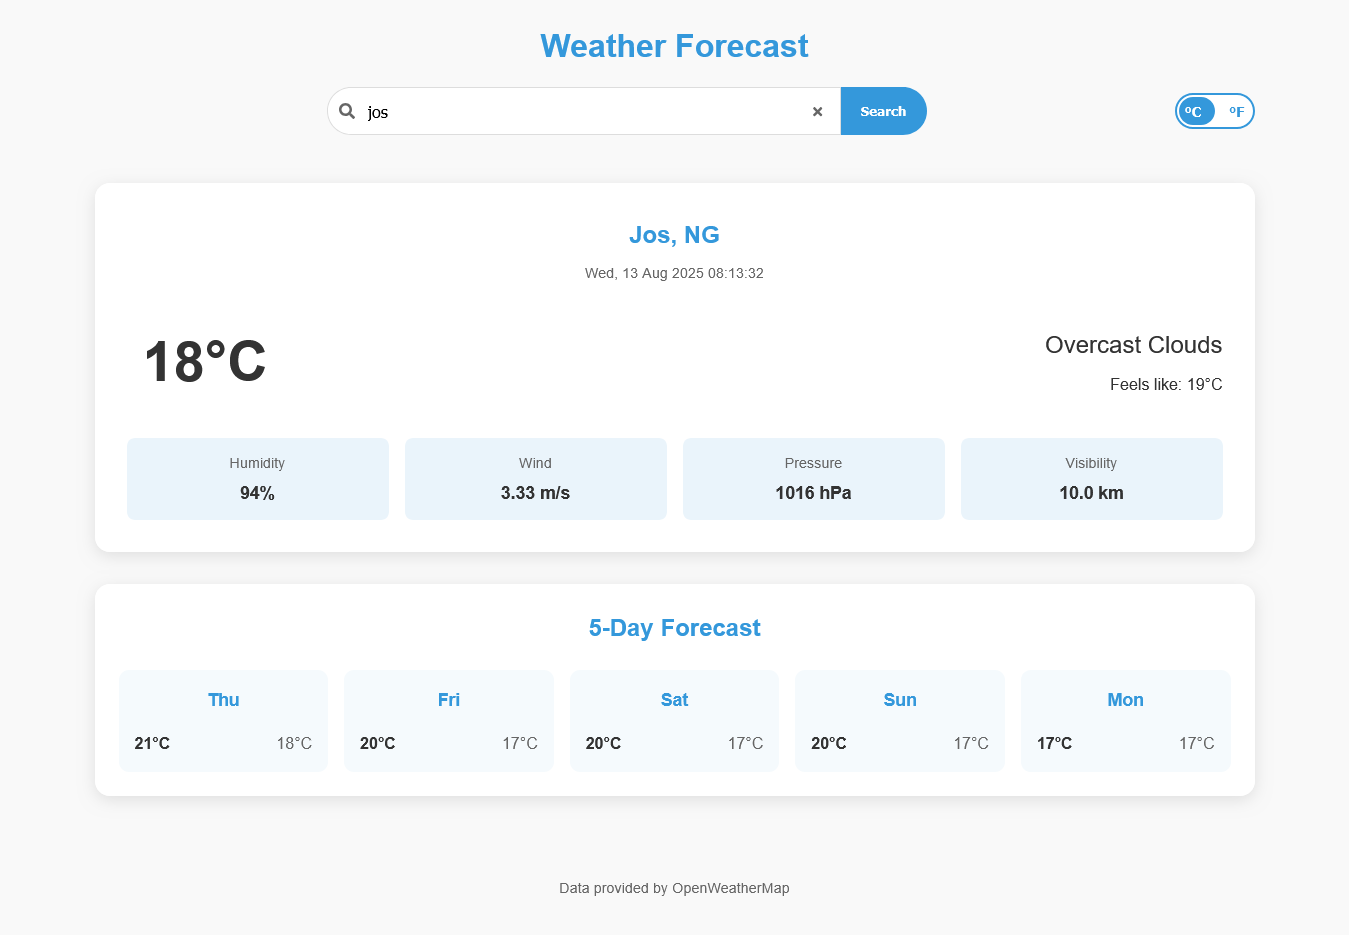 Weather Forecast
jos
Search
°C °F
Jos, NG
Wed, 13 Aug 2025 08:13:32
18°C
Overcast Clouds
Feels like: 19°C
Humidity
94%
Wind
3.33 m/s
Pressure
1016 hPa
Visibility
10.0 km
5-Day Forecast
Thu
21°C 18°C
Fri
20°C 17°C
Sat
20°C 17°C
Sun
20°C 17°C
Mon
17°C 17°C
Data provided by OpenWeatherMap